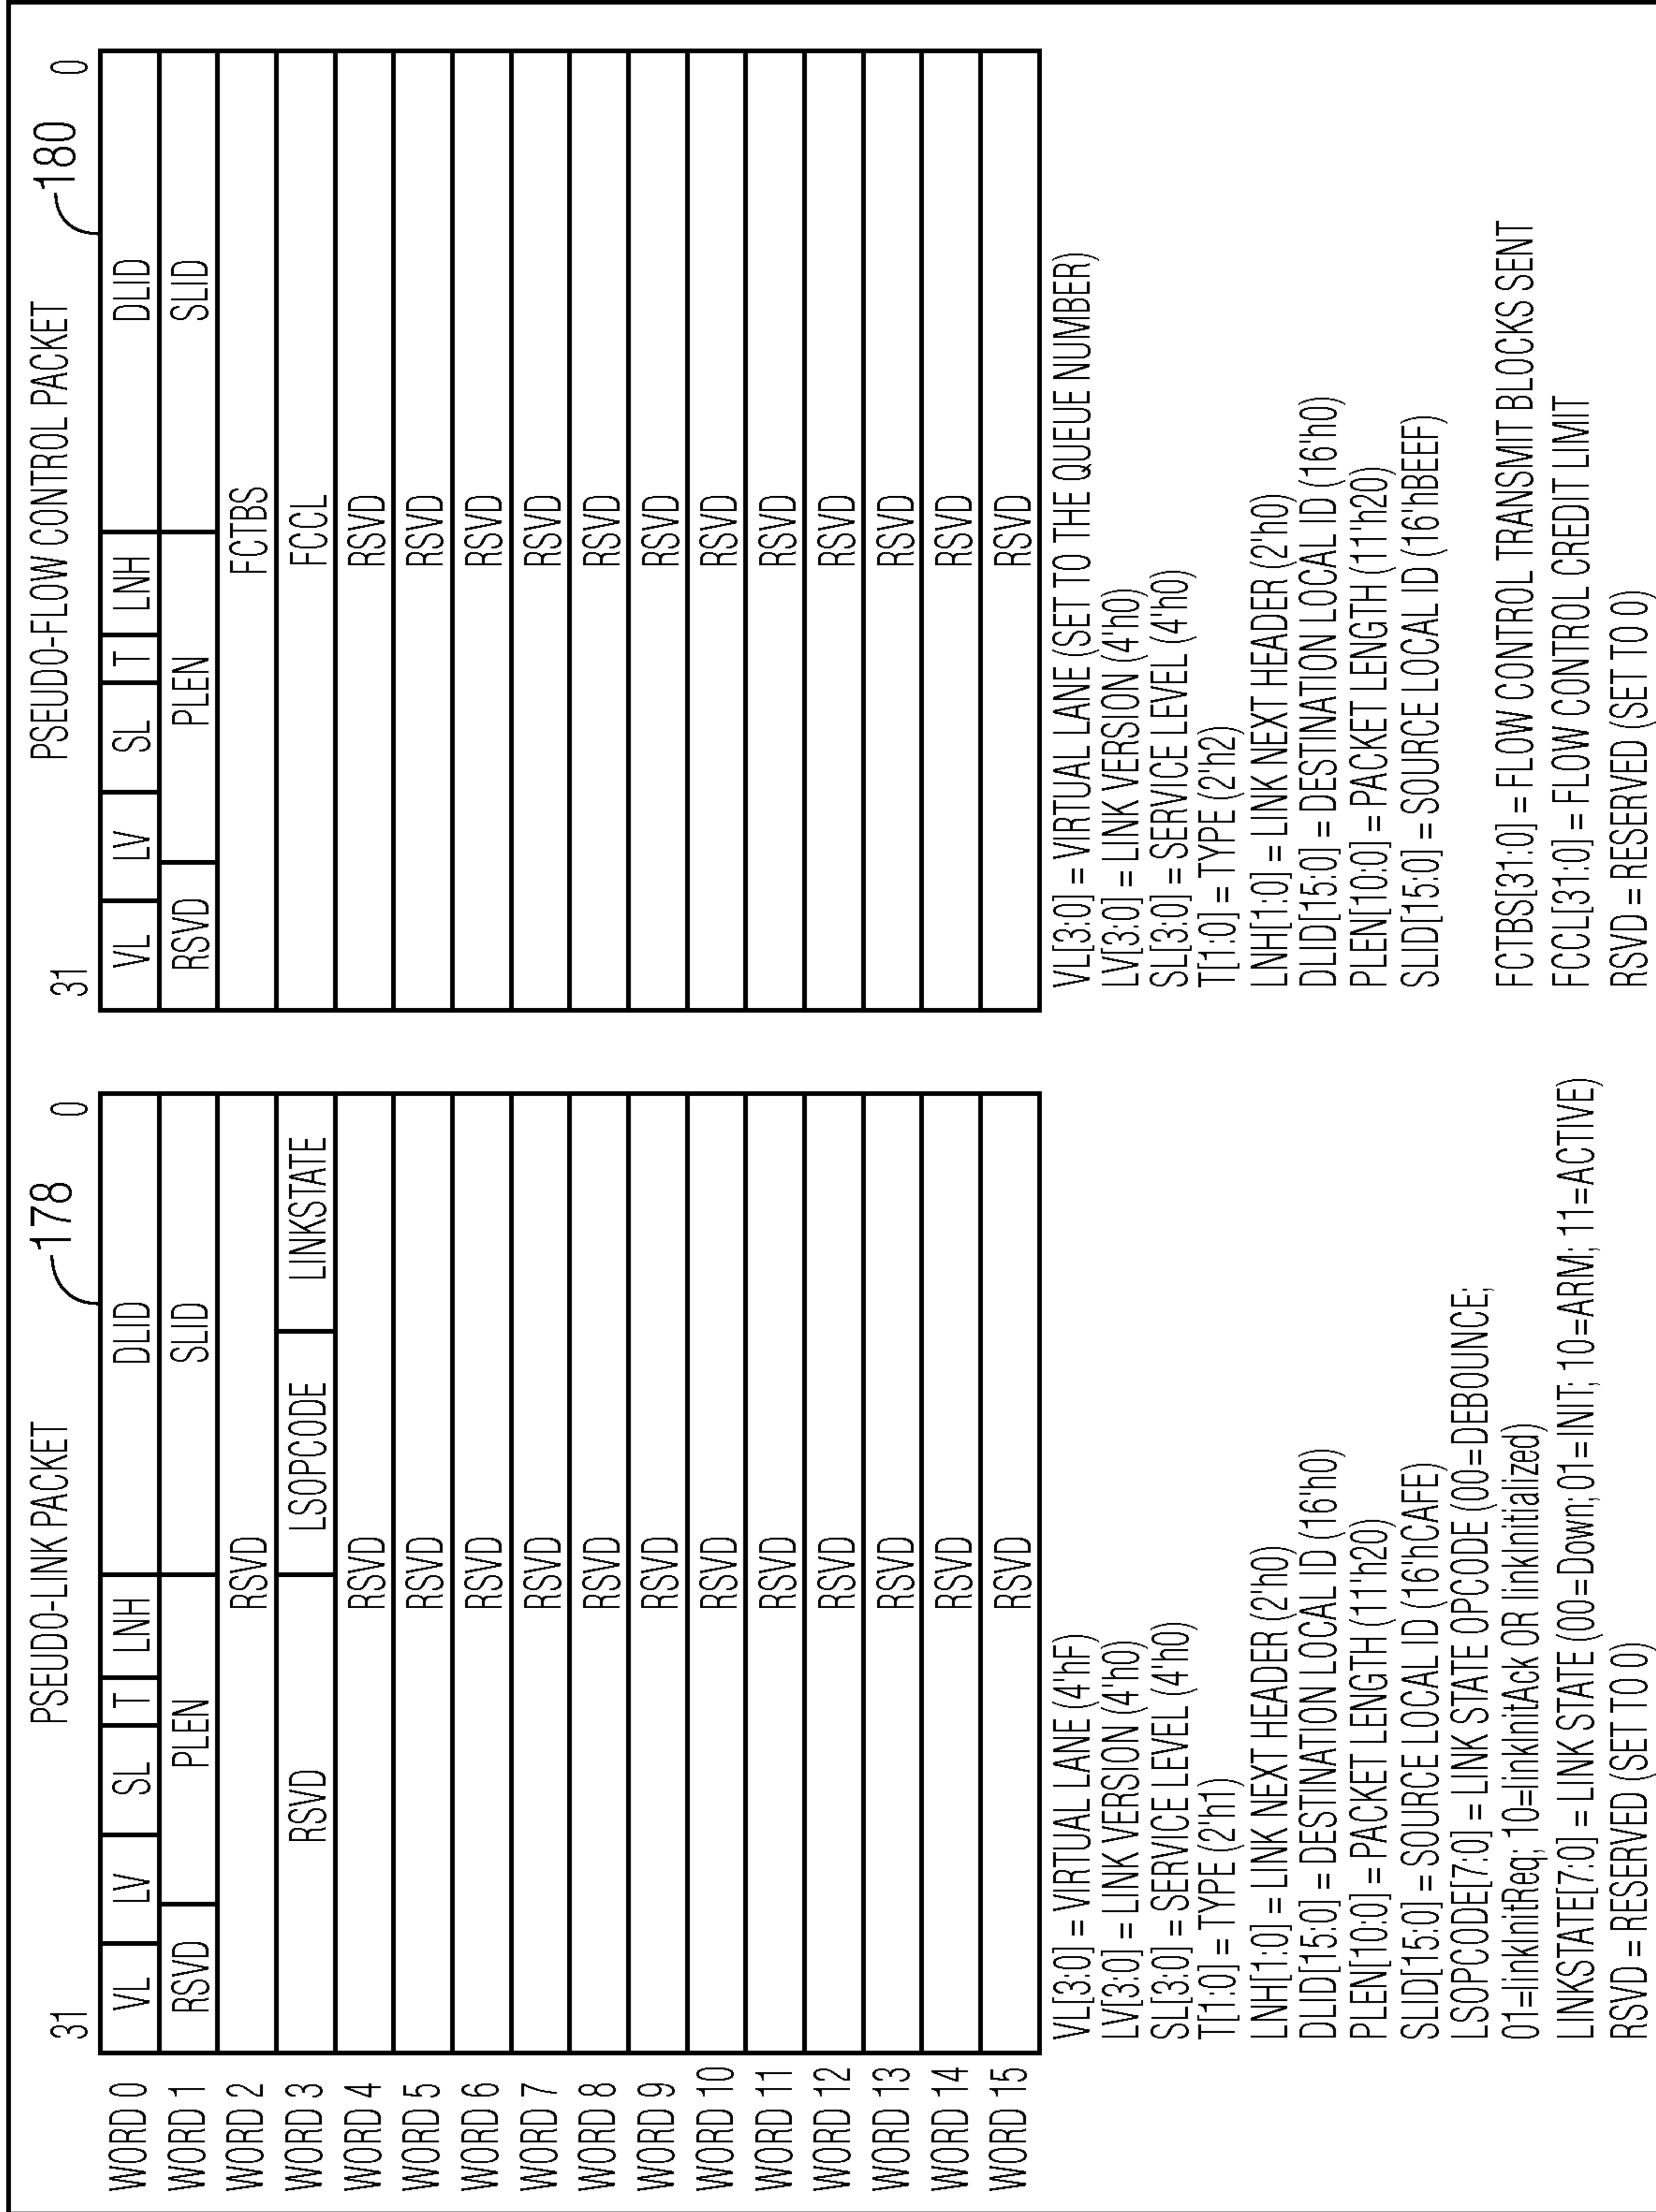 PSEUDO-LINK PACKET
178
31 0
WORD 0 VL LV SL T LNH DLID
WORD 1 RSVD PLEN SLID
WORD 2 RSVD
WORD 3 RSVD LSOPCODE LINKSTATE
WORD 4 RSVD
WORD 5 RSVD
WORD 6 RSVD
WORD 7 RSVD
WORD 8 RSVD
WORD 9 RSVD
WORD 10 RSVD
WORD 11 RSVD
WORD 12 RSVD
WORD 13 RSVD
WORD 14 RSVD
WORD 15 RSVD
VL[3:0] = VIRTUAL LANE (4'hF)
LV[3:0] = LINK VERSION (4'h0)
SL[3:0] = SERVICE LEVEL (4'h0)
T[1:0] = TYPE (2'h1)
LNH[1:0] = LINK NEXT HEADER (2'h0)
DLID[15:0] = DESTINATION LOCAL ID (16'h0)
PLEN[10:0] = PACKET LENGTH (11'h20)
SLID[15:0] = SOURCE LOCAL ID (16'hCAFE)
LSOPCODE[7:0] = LINK STATE OPCODE (00=DEBOUNCE;
01=linkInitReq; 10=linkInitAck OR linkInitialized)
LINKSTATE[7:0] = LINK STATE (00=Down; 01=INIT; 10=ARM; 11=ACTIVE)
RSVD = RESERVED (SET TO 0)
PSEUDO-FLOW CONTROL PACKET
180
31 0
VL LV SL T LNH DLID
RSVD PLEN SLID
FCTBS
FCCL
RSVD
RSVD
RSVD
RSVD
RSVD
RSVD
RSVD
RSVD
RSVD
RSVD
RSVD
RSVD
VL[3:0] = VIRTUAL LANE (SET TO THE QUEUE NUMBER)
LV[3:0] = LINK VERSION (4'h0)
SL[3:0] = SERVICE LEVEL (4'h0)
T[1:0] = TYPE (2'h2)
LNH[1:0] = LINK NEXT HEADER (2'h0)
DLID[15:0] = DESTINATION LOCAL ID (16'h0)
PLEN[10:0] = PACKET LENGTH (11'h20)
SLID[15:0] = SOURCE LOCAL ID (16'hBEEF)
FCTBS[31:0] = FLOW CONTROL TRANSMIT BLOCKS SENT
FCCL[31:0] = FLOW CONTROL CREDIT LIMIT
RSVD = RESERVED (SET TO 0)